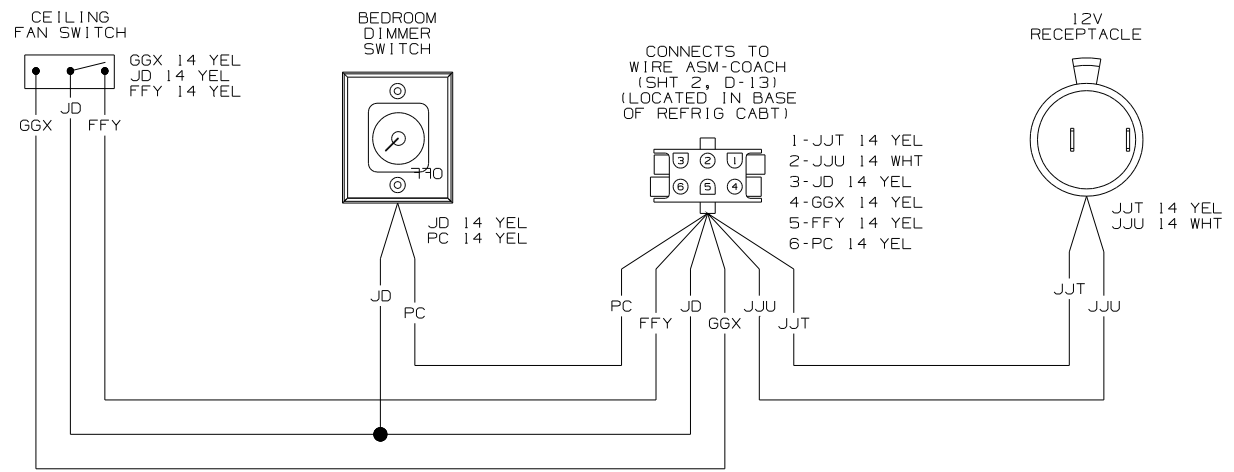 CEILING
FAN SWITCH
GGX 14 YEL
JD 14 YEL
FFY 14 YEL
GGX
JD
FFY
BEDROOM
DIMMER
SWITCH
OFF
JD 14 YEL
PC 14 YEL
JD
PC
CONNECTS TO
WIRE ASM-COACH
(SHT 2, D-13)
(LOCATED IN BASE
OF REFRIG CABT)
3 2 1
6 5 4
1-JJT 14 YEL
2-JJU 14 WHT
3-JD 14 YEL
4-GGX 14 YEL
5-FFY 14 YEL
6-PC 14 YEL
PC
FFY
JD
GGX
JJU
JJT
12V
RECEPTACLE
JJT 14 YEL
JJU 14 WHT
JJT
JJU